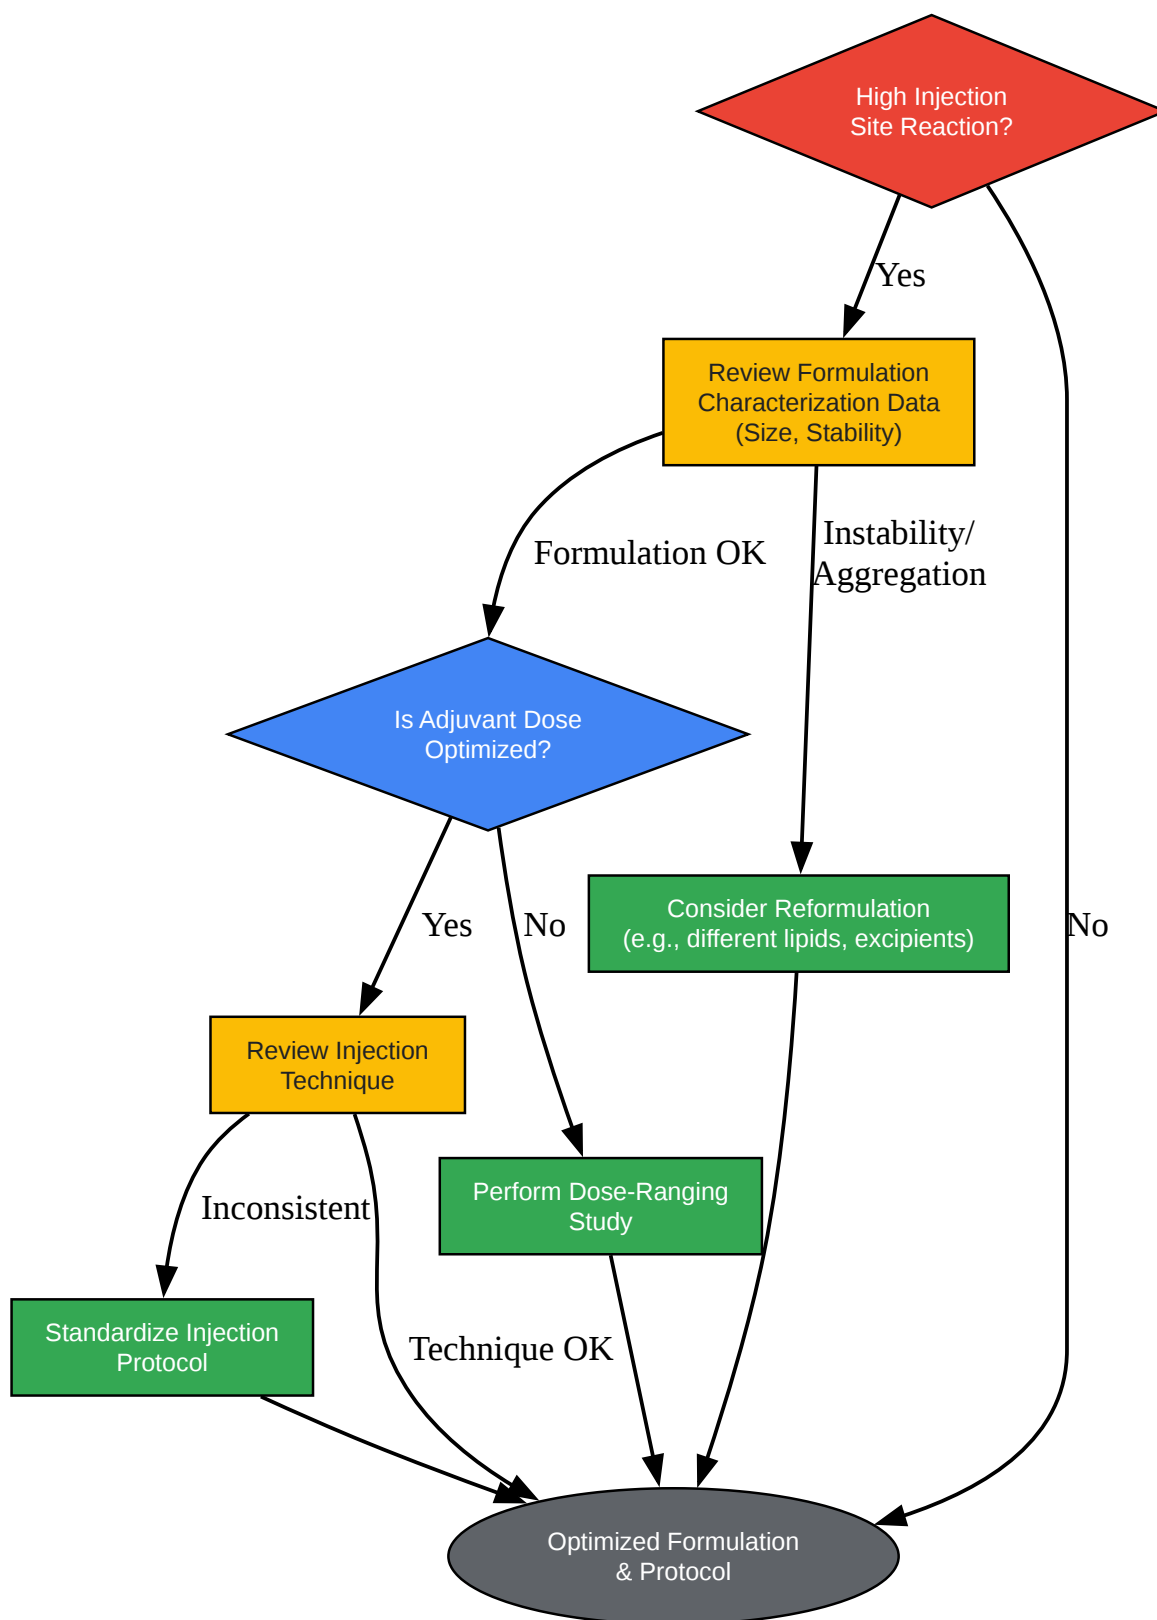 High Injection
Site Reaction?
Yes
Review Formulation
Characterization Data
(Size, Stability)
Formulation OK
Instability/
Aggregation
Is Adjuvant Dose
Optimized?
Consider Reformulation
(e.g., different lipids, excipients)
Yes
No
No
Review Injection
Technique
Perform Dose-Ranging
Study
Inconsistent
Standardize Injection
Protocol
Technique OK
Optimized Formulation
& Protocol